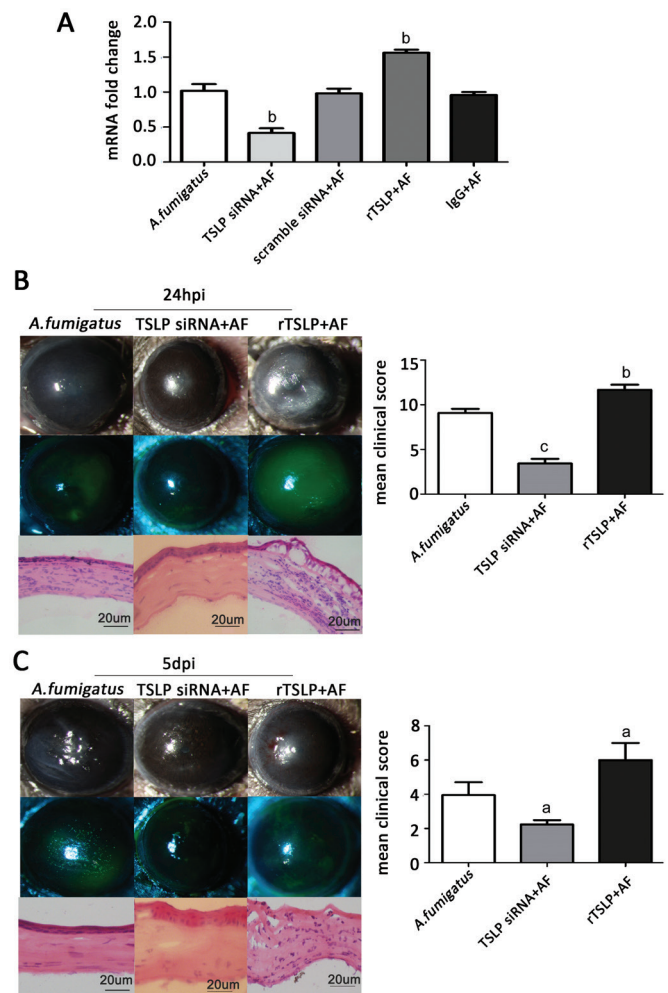 A
mRNA fold change
2.0
1.5
1.0
0.5
0.0
b
b
A.fumigatus
TSLP siRNA+AF
scramble siRNA+AF
rTSLP+AF
IgG+AF
B
24hpi
A.fumigatus TSLP siRNA+AF rTSLP+AF
20um 20um 20um
mean clinical score
15
10
5
0
c
b
A.fumigatus
TSLP siRNA+AF
rTSLP+AF
C
5dpi
A.fumigatus TSLP siRNA+AF rTSLP+AF
20um 20um 20um
mean clinical score
8
6
4
2
0
a
a
A.fumigatus
TSLP siRNA+AF
rTSLP+AF